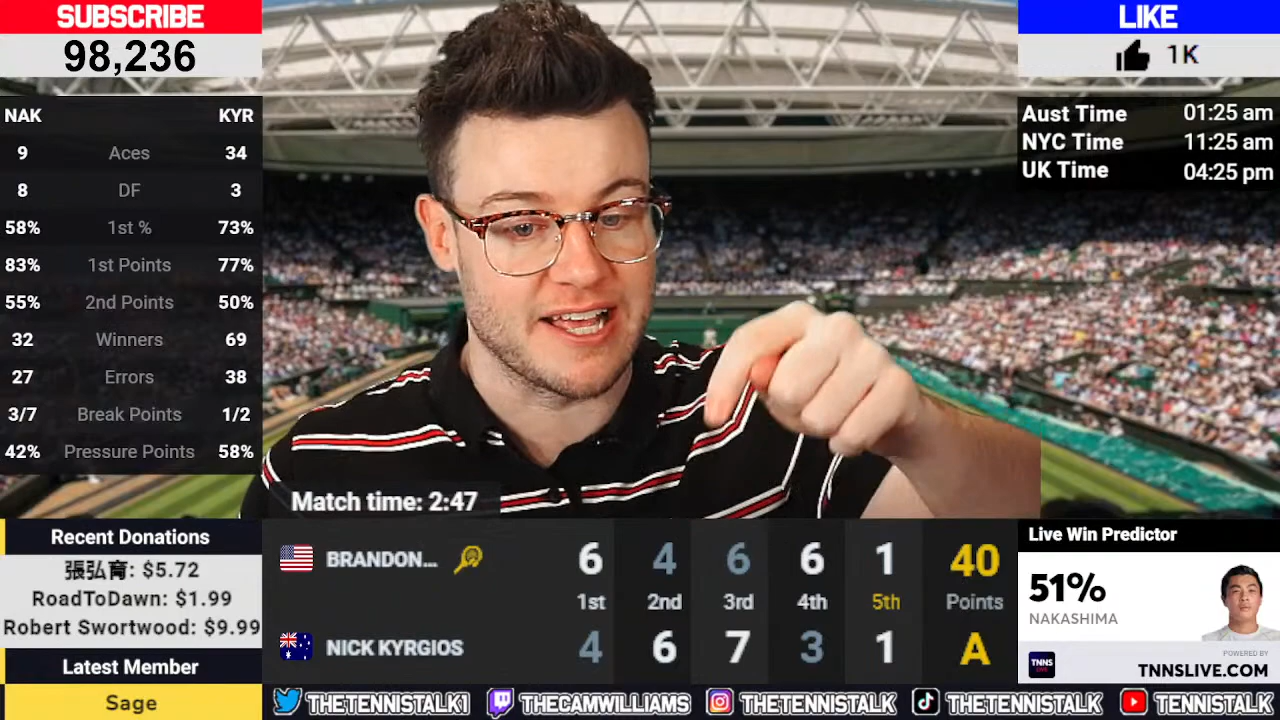 SUBSCRIBE
98,236
NAK KYR
9 Aces 34
8 DF 3
58% 1st % 73%
83% 1st Points 77%
55% 2nd Points 50%
32 Winners 69
27 Errors 38
3/7 Break Points 1/2
42% Pressure Points 58%
LIKE
1K
Aust Time 01:25 am
NYC Time 11:25 am
UK Time 04:25 pm
Match time: 2:47
Recent Donations
張弘育: $5.72
RoadToDawn: $1.99
Robert Swortwood: $9.99
Latest Member
Sage
BRANDON... 6 4 6 6 1 40
1st 2nd 3rd 4th 5th Points
NICK KYRGIOS 4 6 7 3 1 A
Live Win Predictor
51%
NAKASHIMA
POWERED BY
TNNS
LIVE
TNNSLIVE.COM
THETENNISTALK1 THECAMWILLIAMS THETENNISTALK THETENNISTALK TENNISTALK